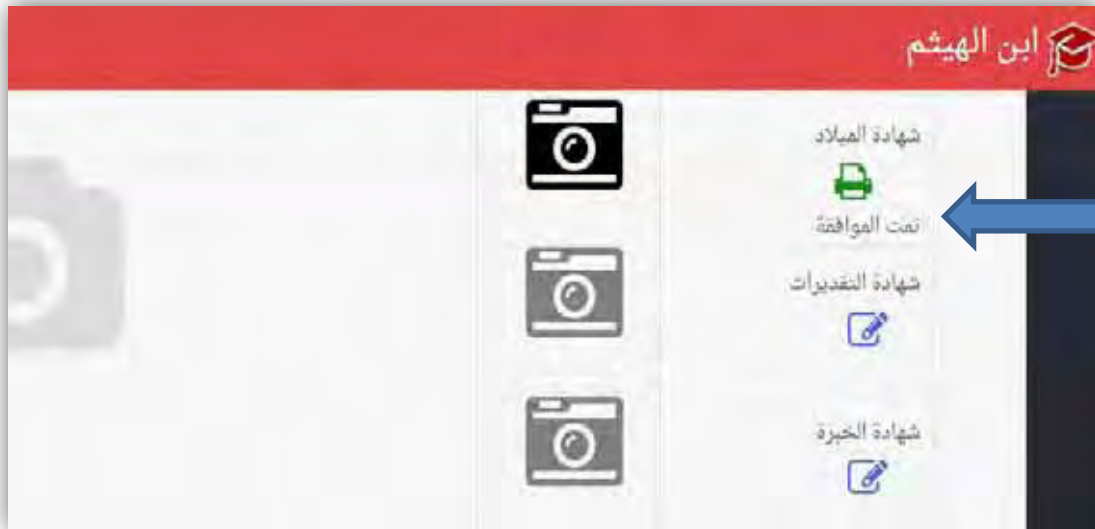 ابن الهيثم
شهادة الميلاد
تمت الموافقة
شهادة التقديرات
شهادة الخبرة